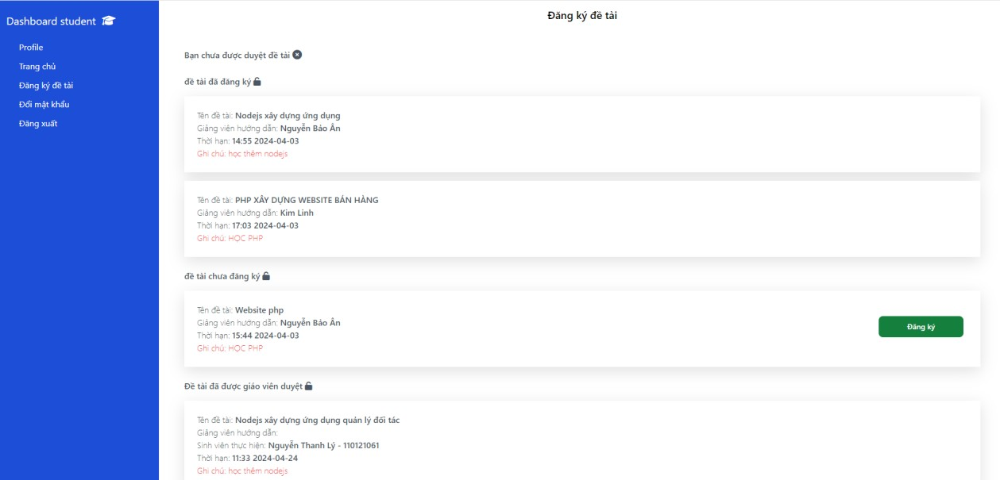 Dashboard student
Profile
Trang chủ
Đăng ký đề tài
Đổi mật khẩu
Đăng xuất
Đăng ký đề tài
Bạn chưa được duyệt đề tài
đề tài đã đăng ký
Tên đề tài: Nodejs xây dựng ứng dụng
Giảng viên hướng dẫn: Nguyễn Bảo Ân
Thời hạn: 14:55 2024-04-03
Ghi chú: học thêm nodejs
Tên đề tài: PHP XÂY DỰNG WEBSITE BÁN HÀNG
Giảng viên hướng dẫn: Kim Linh
Thời hạn: 17:03 2024-04-03
Ghi chú: HỌC PHP
đề tài chưa đăng ký
Tên đề tài: Website php
Giảng viên hướng dẫn: Nguyễn Bảo Ân
Thời hạn: 15:44 2024-04-03
Ghi chú: HỌC PHP
Đăng ký
Đề tài đã được giáo viên duyệt
Tên đề tài: Nodejs xây dựng ứng dụng quản lý đối tác
Giảng viên hướng dẫn:
Sinh viên thực hiện: Nguyễn Thanh Lý - 110121061
Thời hạn: 11:33 2024-04-24
Ghi chú: học thêm nodejs